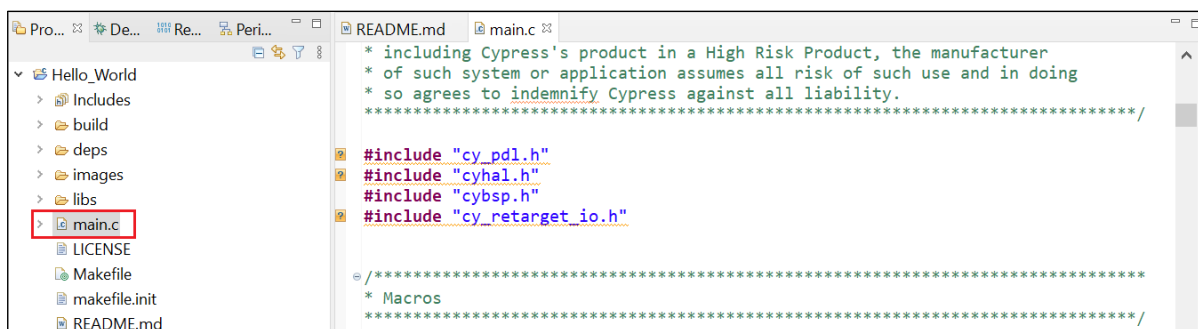 Pro... De... Re... Peri...
Hello_World
Includes
build
deps
images
libs
main.c
LICENSE
Makefile
makefile.init
README.md
README.md main.c
* including Cypress's product in a High Risk Product, the manufacturer
* of such system or application assumes all risk of such use and in doing
* so agrees to indemnify Cypress against all liability.
*******************************************************************************/
#include "cy_pdl.h"
#include "cyhal.h"
#include "cybsp.h"
#include "cy_retarget_io.h"
/*******************************************************************************
* Macros
*******************************************************************************/